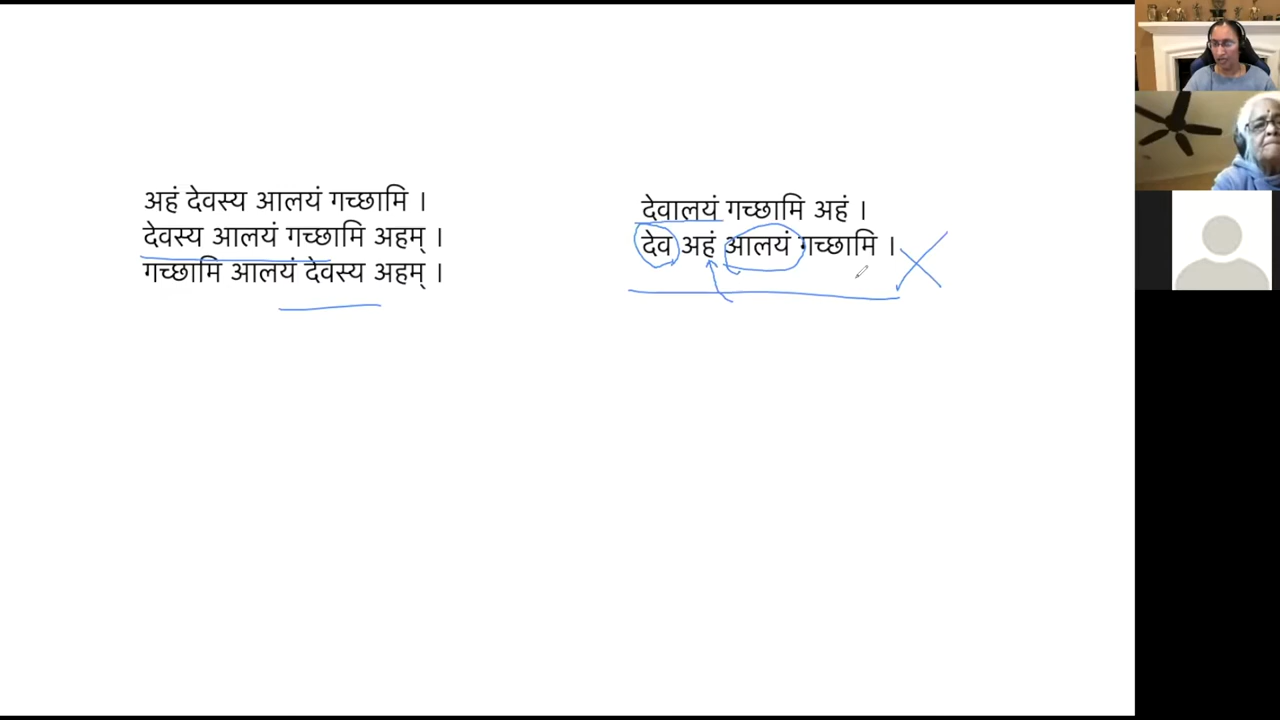 अहं देवस्य आलयं गच्छामि ।
देवस्य आलयं गच्छामि अहम् ।
गच्छामि आलयं देवस्य अहम् ।
देवालयं गच्छामि अहं ।
देव अहं आलयं गच्छामि ।